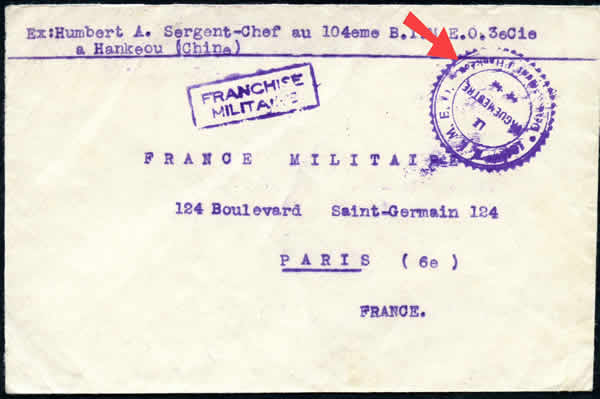 Ex:Humbert A. Sergent-Chef au 104eme B.I. E.O.3eCie
a Hankeou (China)
FRANCHISE
MILITAIRE
FRANCE MILITAIRE
124 Boulevard Saint-Germain 124
PARIS (6e)
FRANCE.